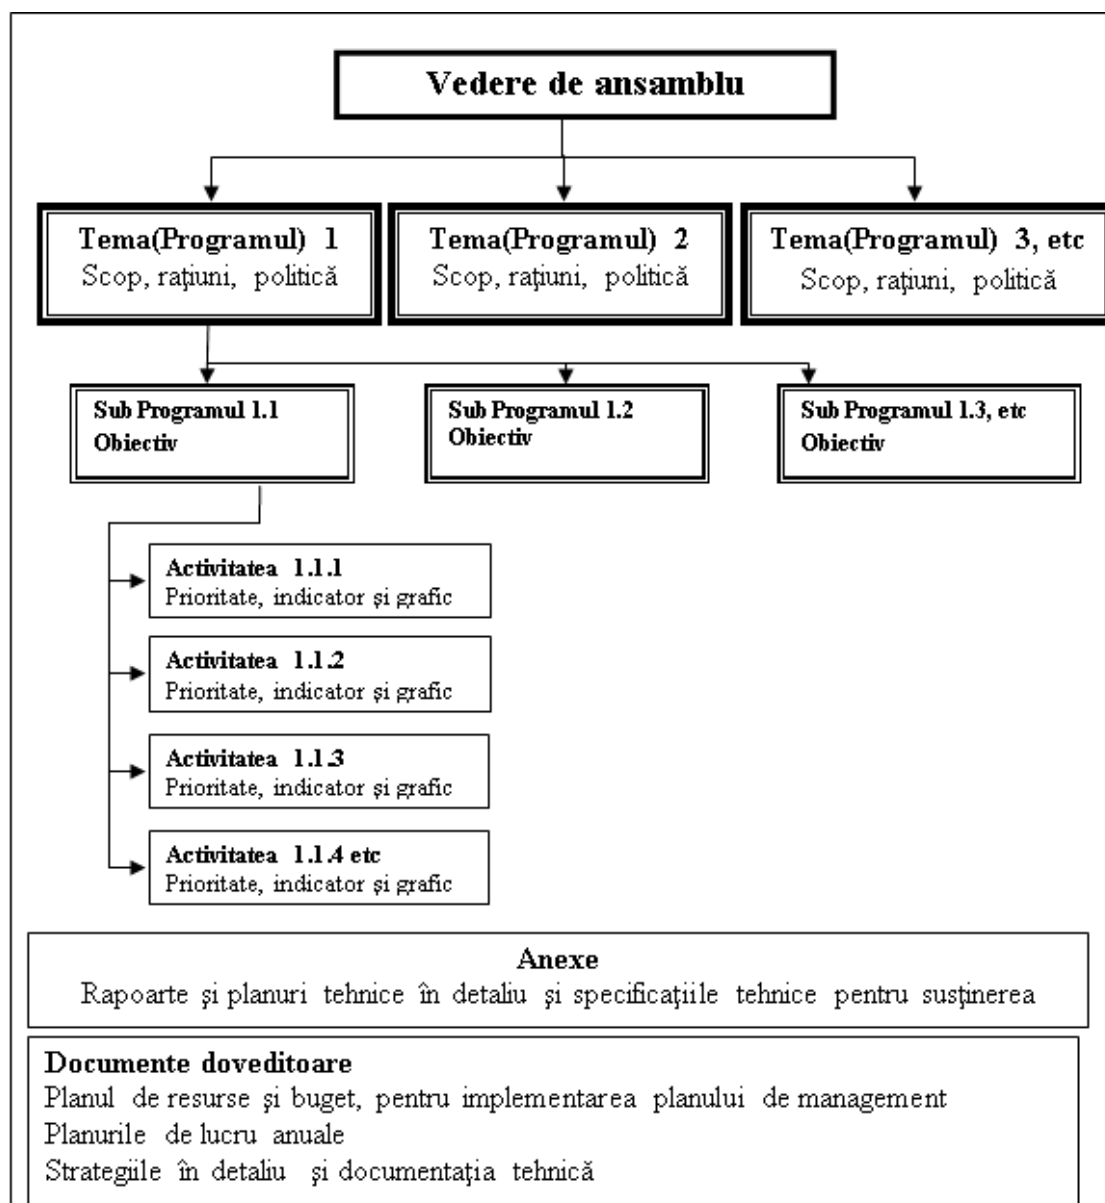 Vedere de ansamblu
Tema(Programul) 1
Scop, raţiuni, politică
Tema(Programul) 2
Scop, raţiuni, politică
Tema(Programul) 3, etc
Scop, raţiuni, politică
Sub Programul 1.1
Obiectiv
Sub Programul 1.2
Obiectiv
Sub Programul 1.3, etc
Obiectiv
Activitatea 1.1.1
Prioritate, indicator şi grafic
Activitatea 1.1.2
Prioritate, indicator şi grafic
Activitatea 1.1.3
Prioritate, indicator şi grafic
Activitatea 1.1.4 etc
Prioritate, indicator şi grafic
Anexe
Rapoarte şi planuri tehnice în detaliu şi specificaţiile tehnice pentru susţinerea
Documente doveditoare
Planul de resurse şi buget, pentru implementarea planului de management
Planurile de lucru anuale
Strategiile în detaliu şi documentaţia tehnică